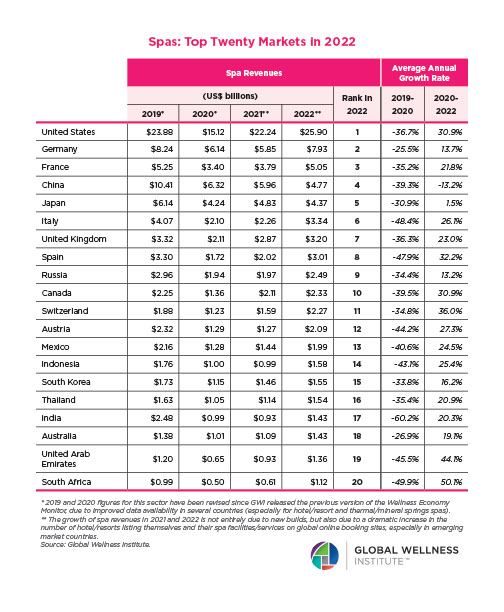 Spas: Top Twenty Markets in 2022
Spa Revenues Average Annual Growth Rate
(US$ billions) Rank in 2022 2019-2020 2020-2022
2019* 2020* 2021** 2022**
United States $23.88 $15.12 $22.24 $25.90 1 -36.7% 30.9%
Germany $8.24 $6.14 $5.85 $7.93 2 -25.5% 13.7%
France $5.25 $3.40 $3.79 $5.05 3 -35.2% 21.8%
China $10.41 $6.32 $5.96 $4.77 4 -39.3% -13.2%
Japan $6.14 $4.24 $4.83 $4.37 5 -30.9% 1.5%
Italy $4.07 $2.10 $2.26 $3.34 6 -48.4% 26.1%
United Kingdom $3.32 $2.11 $2.87 $3.20 7 -36.3% 23.0%
Spain $3.30 $1.72 $2.02 $3.01 8 -47.9% 32.2%
Russia $2.96 $1.94 $1.97 $2.49 9 -34.4% 13.2%
Canada $2.25 $1.36 $2.11 $2.33 10 -39.5% 30.9%
Switzerland $1.88 $1.23 $1.59 $2.27 11 -34.8% 36.0%
Austria $2.32 $1.29 $1.27 $2.09 12 -44.2% 27.3%
Mexico $2.16 $1.28 $1.44 $1.99 13 -40.6% 24.5%
Indonesia $1.76 $1.00 $0.99 $1.58 14 -43.1% 25.4%
South Korea $1.73 $1.15 $1.46 $1.55 15 -33.8% 16.2%
Thailand $1.63 $1.05 $1.14 $1.54 16 -35.4% 20.9%
India $2.48 $0.99 $0.93 $1.43 17 -60.2% 20.3%
Australia $1.38 $1.01 $1.09 $1.43 18 -26.9% 19.1%
United Arab Emirates $1.20 $0.65 $0.93 $1.36 19 -45.5% 44.1%
South Africa $0.99 $0.50 $0.61 $1.12 20 -49.9% 50.1%
* 2019 and 2020 figures for this sector have been revised since GWI released the previous version of the Wellness Economy
Monitor, due to improved data availability in several countries (especially for hotel/resort and thermal/mineral springs spas).
** The growth of spa revenues in 2021 and 2022 is not entirely due to new builds, but also due to a dramatic increase in the
number of hotel/resorts listing themselves and their spa facilities/services on global online booking sites, especially in emerging
market countries.
Source: Global Wellness Institute.
GLOBAL WELLNESS
INSTITUTE™